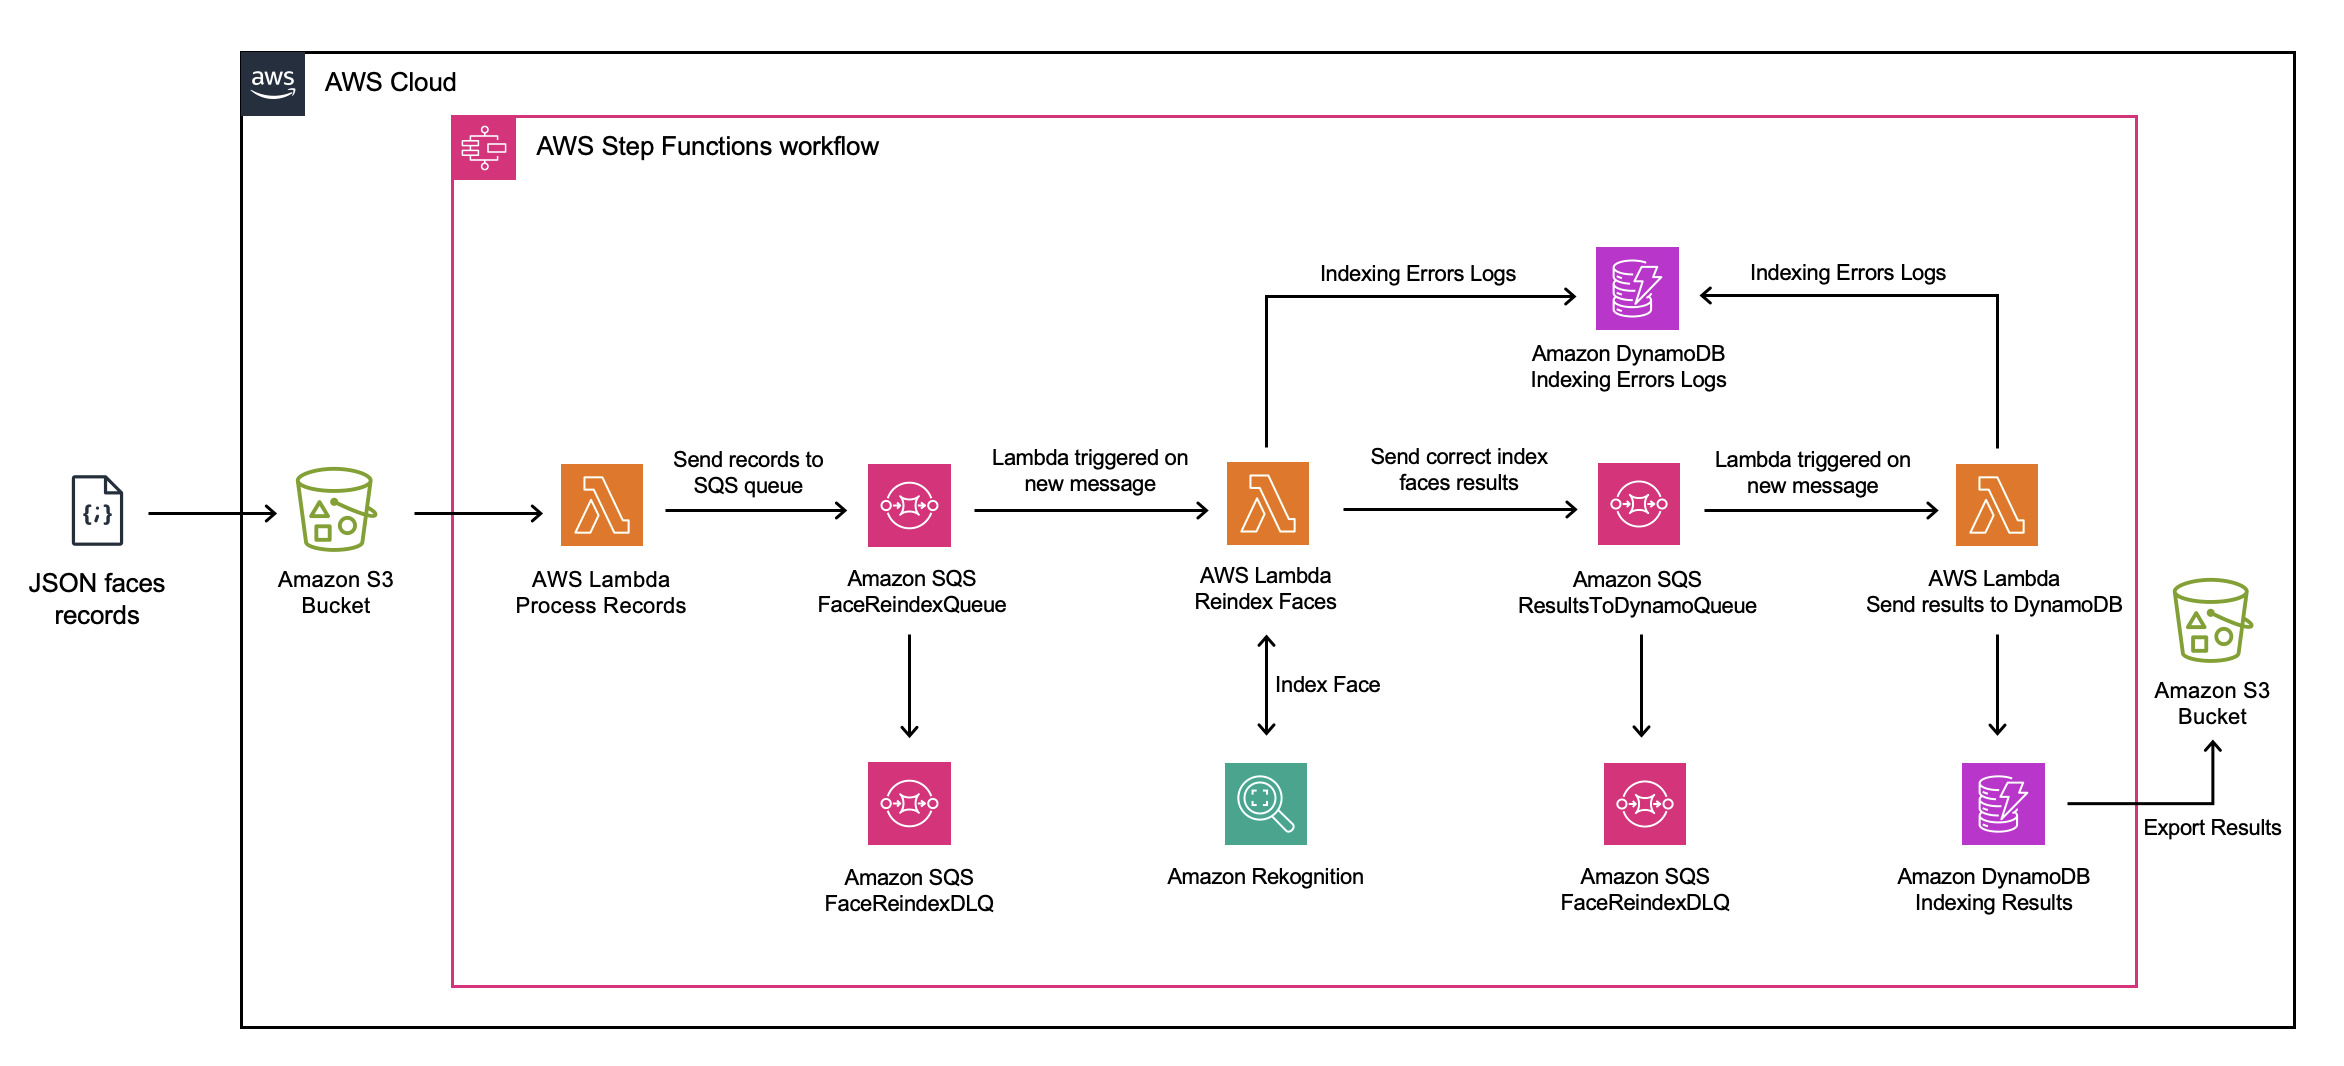 aws
AWS Cloud
AWS Step Functions workflow
Indexing Errors Logs
Indexing Errors Logs
Amazon DynamoDB
Indexing Errors Logs
Send records to
SQS queue
Lambda triggered on
new message
Send correct index
faces results
Lambda triggered on
new message
{;}
JSON faces
records
Amazon S3
Bucket
AWS Lambda
Process Records
Amazon SQS
FaceReindexQueue
AWS Lambda
Reindex Faces
Amazon SQS
ResultsToDynamoQueue
AWS Lambda
Send results to DynamoDB
Index Face
Amazon S3
Bucket
Export Results
Amazon SQS
FaceReindexDLQ
Amazon Rekognition
Amazon SQS
FaceReindexDLQ
Amazon DynamoDB
Indexing Results